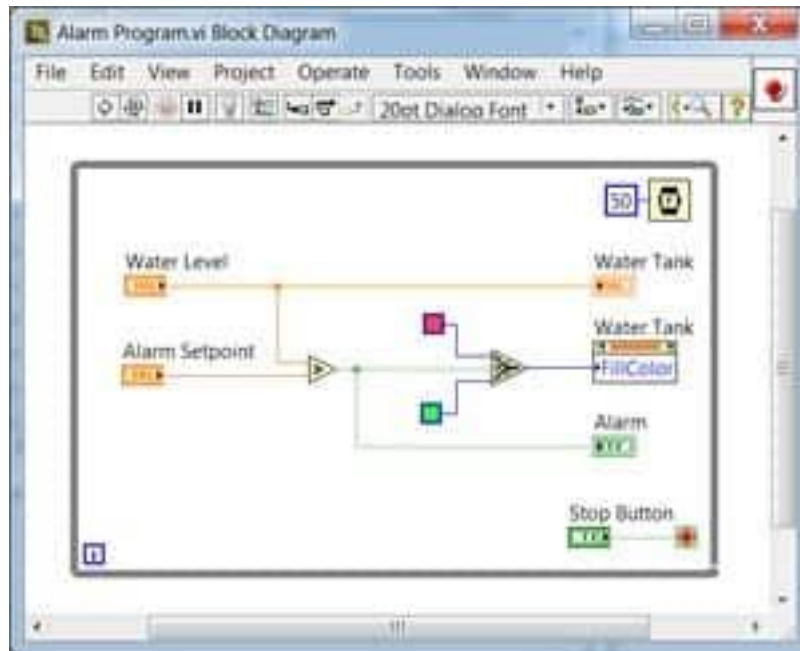 Alarm Program.vi Block Diagram
File Edit View Project Operate Tools Window Help
20pt Dialog Font
50
Water Level
Water Tank
Water Tank
Alarm Setpoint
FillColor
Alarm
Stop Button
i